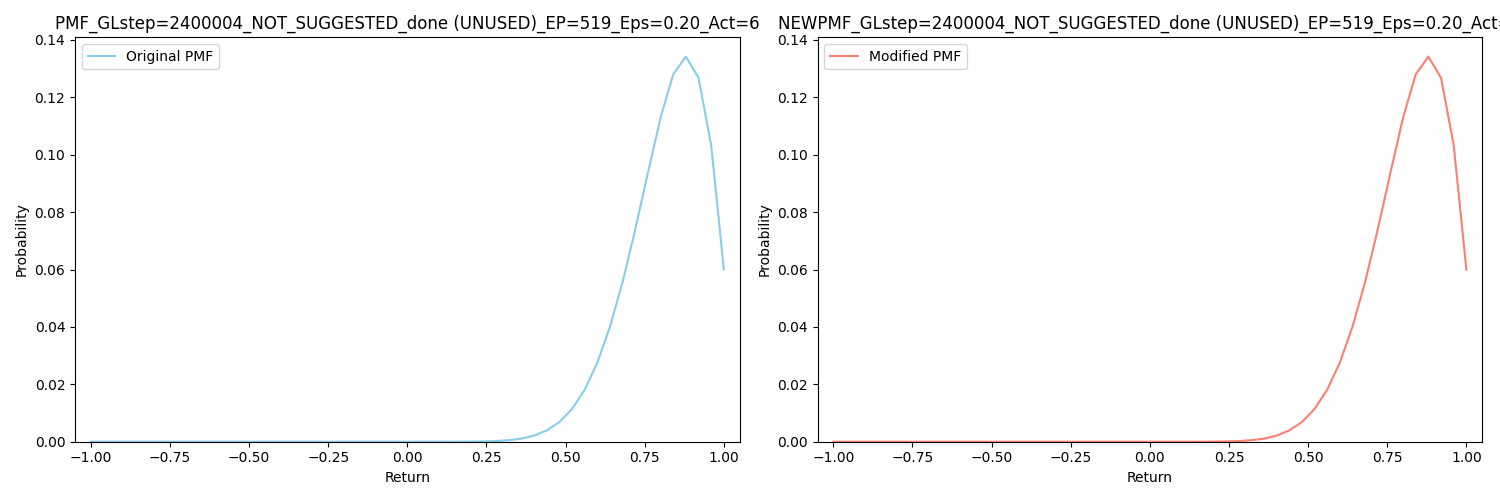 PMF_GLstep=2400004_NOT_SUGGESTED_done (UNUSED)_EP=519_Eps=0.20_Act=6
Original PMF
0.14
0.12
0.10
0.08
0.06
0.04
0.02
0.00
Probability
−1.00 −0.75 −0.50 −0.25 0.00 0.25 0.50 0.75 1.00
Return
NEWPMF_GLstep=2400004_NOT_SUGGESTED_done (UNUSED)_EP=519_Eps=0.20_Act=
Modified PMF
0.14
0.12
0.10
0.08
0.06
0.04
0.02
0.00
Probability
−1.00 −0.75 −0.50 −0.25 0.00 0.25 0.50 0.75 1.00
Return